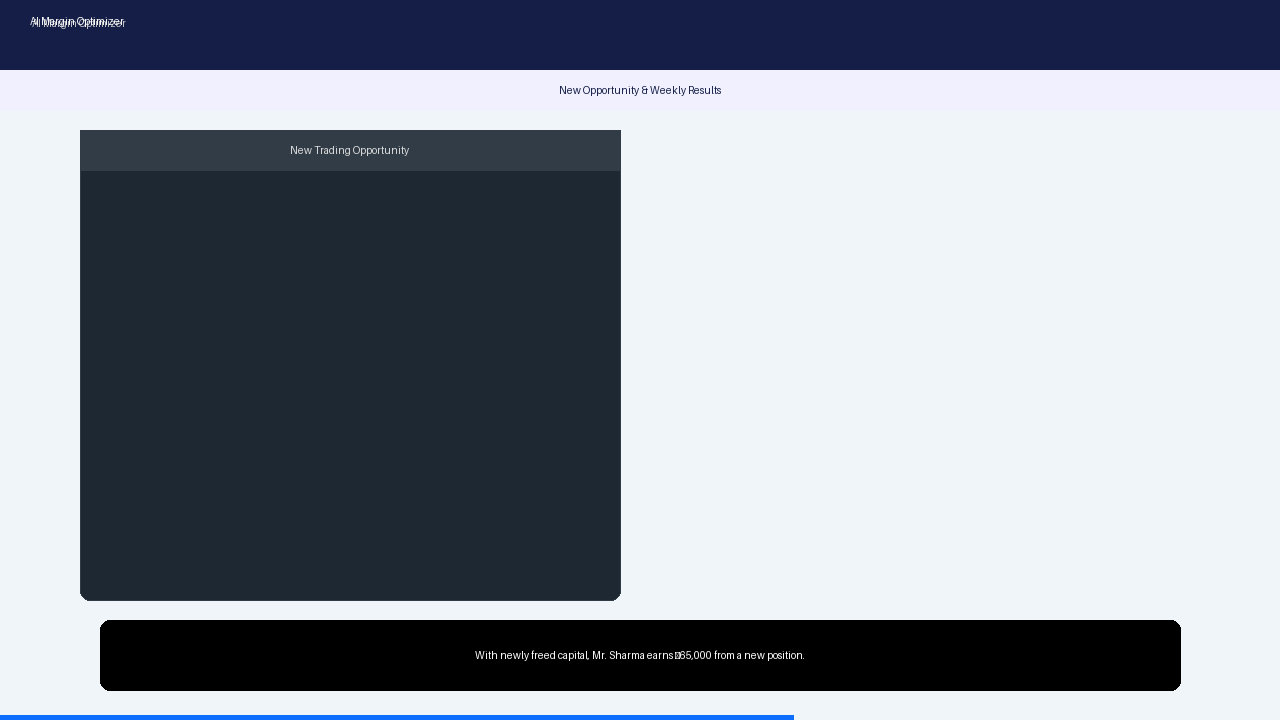 AI Margin Optimizer
New Opportunity & Weekly Results
New Trading Opportunity
With newly freed capital, Mr. Sharma earns 65,000 from a new position.